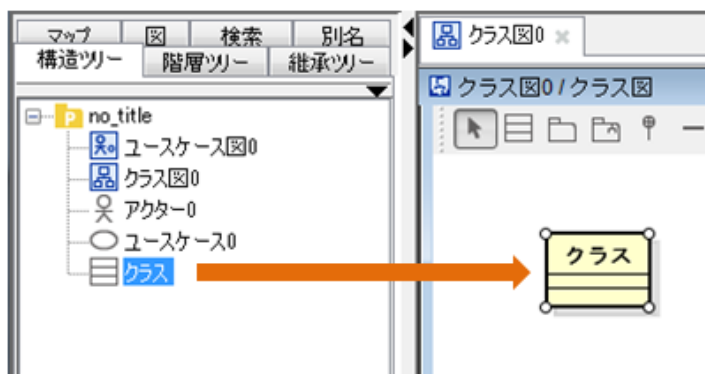 マップ 図 検索 別名
構造ツリー 階層ツリー 継承ツリー
no_title
ユースケース図0
クラス図0
アクター0
ユースケース0
クラス
クラス図0
クラス図0 / クラス図
クラス